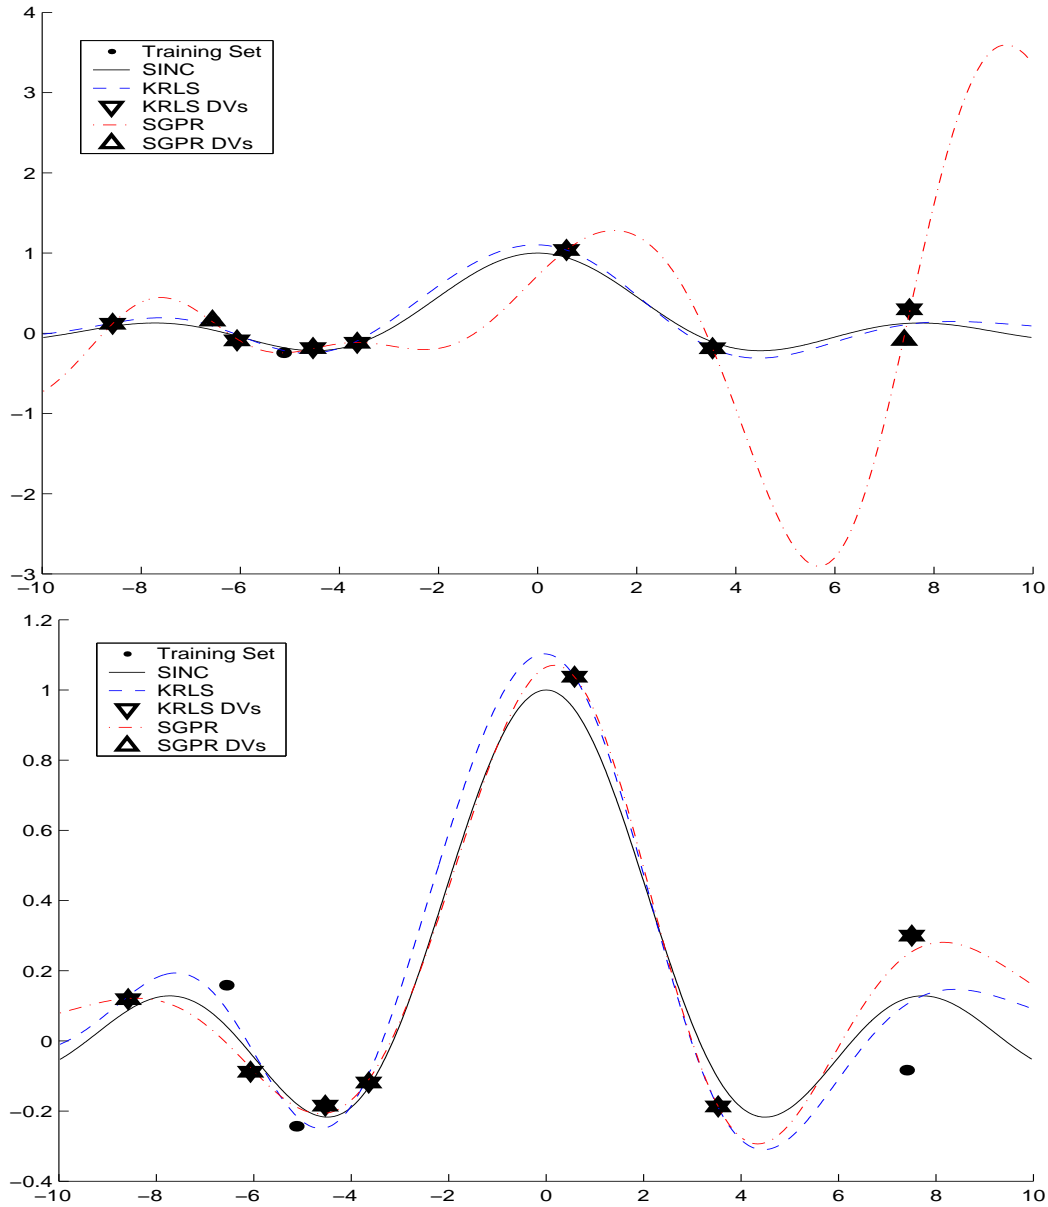 4
3
2
1
0
−1
−2
−3
Training Set
SINC
KRLS
KRLS DVs
SGPR
SGPR DVs
−10 −8 −6 −4 −2 0 2 4 6 8 10
1.2
1
0.8
0.6
0.4
0.2
0
−0.2
−0.4
Training Set
SINC
KRLS
KRLS DVs
SGPR
SGPR DVs
−10 −8 −6 −4 −2 0 2 4 6 8 10